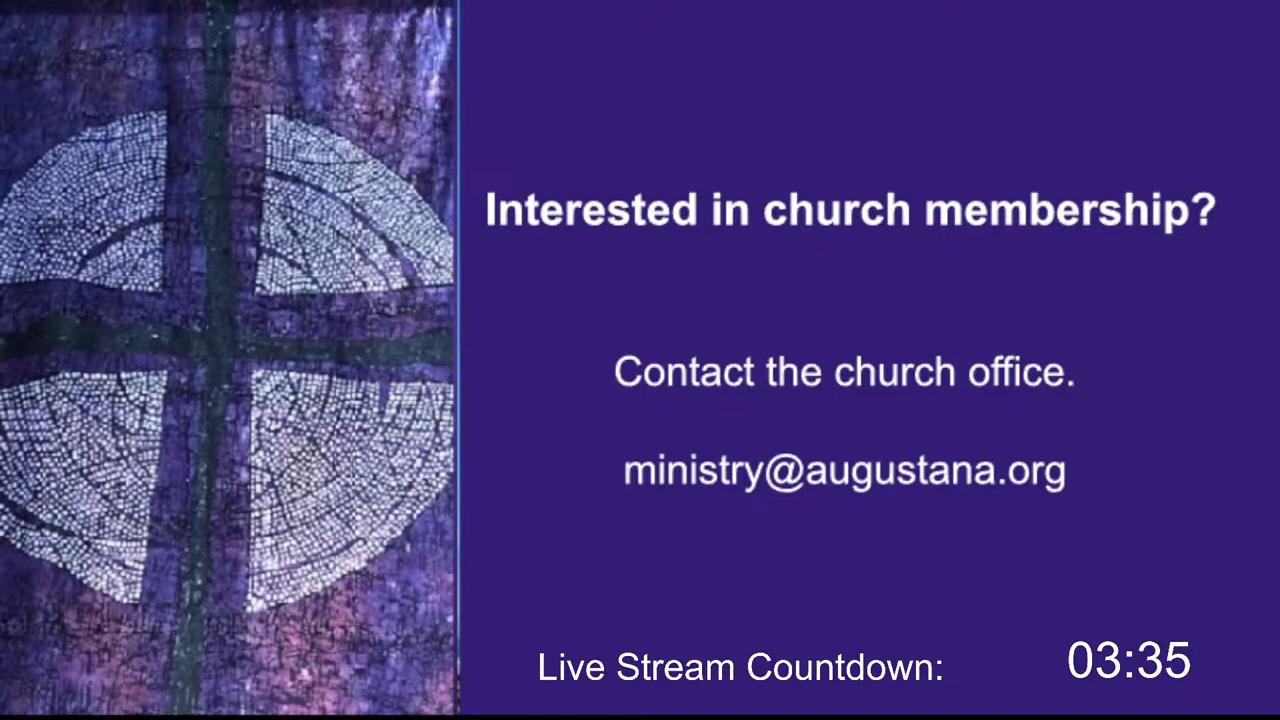 Interested in church membership?
Contact the church office.
ministry@augustana.org
Live Stream Countdown: 03:35